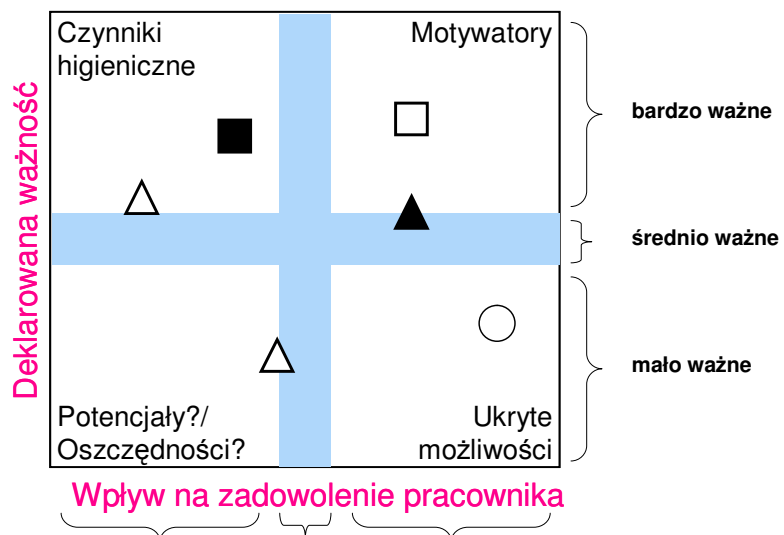 Czynniki
higieniczne
Motywatory
Deklarowana ważność
bardzo ważne
średnio ważne
mało ważne
Potencjały?/
Oszczędności?
Ukryte
możliwości
Wpływ na zadowolenie pracownika